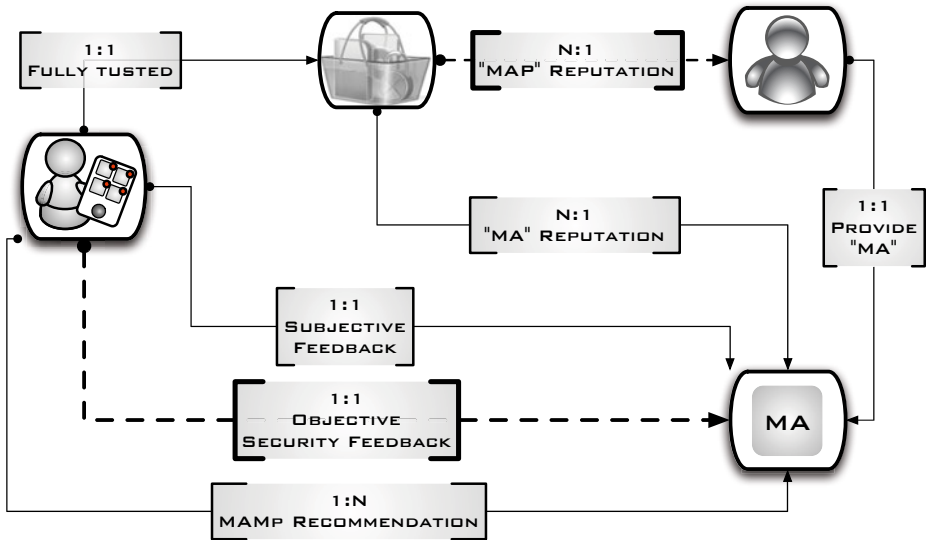 1:1
Fully tusted
N:1
"MAP" Reputation
N:1
"MA" Reputation
1:1
Provide
"MA"
1:1
Subjective
Feedback
1:1
Objective
Security Feedback
MA
1:N
MAMp Recommendation